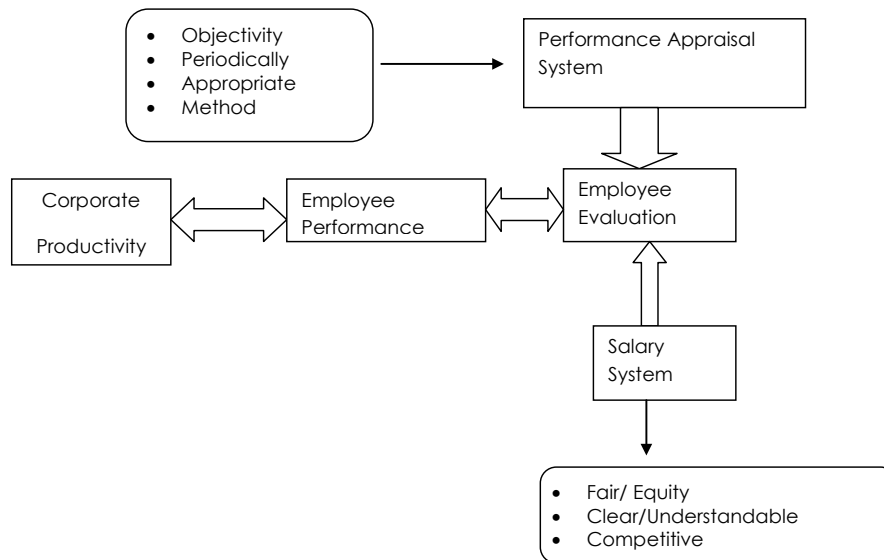 • Objectivity
• Periodically
• Appropriate
• Method
Performance Appraisal
System
Corporate
Productivity
Employee
Performance
Employee
Evaluation
Salary
System
• Fair/ Equity
• Clear/Understandable
• Competitive